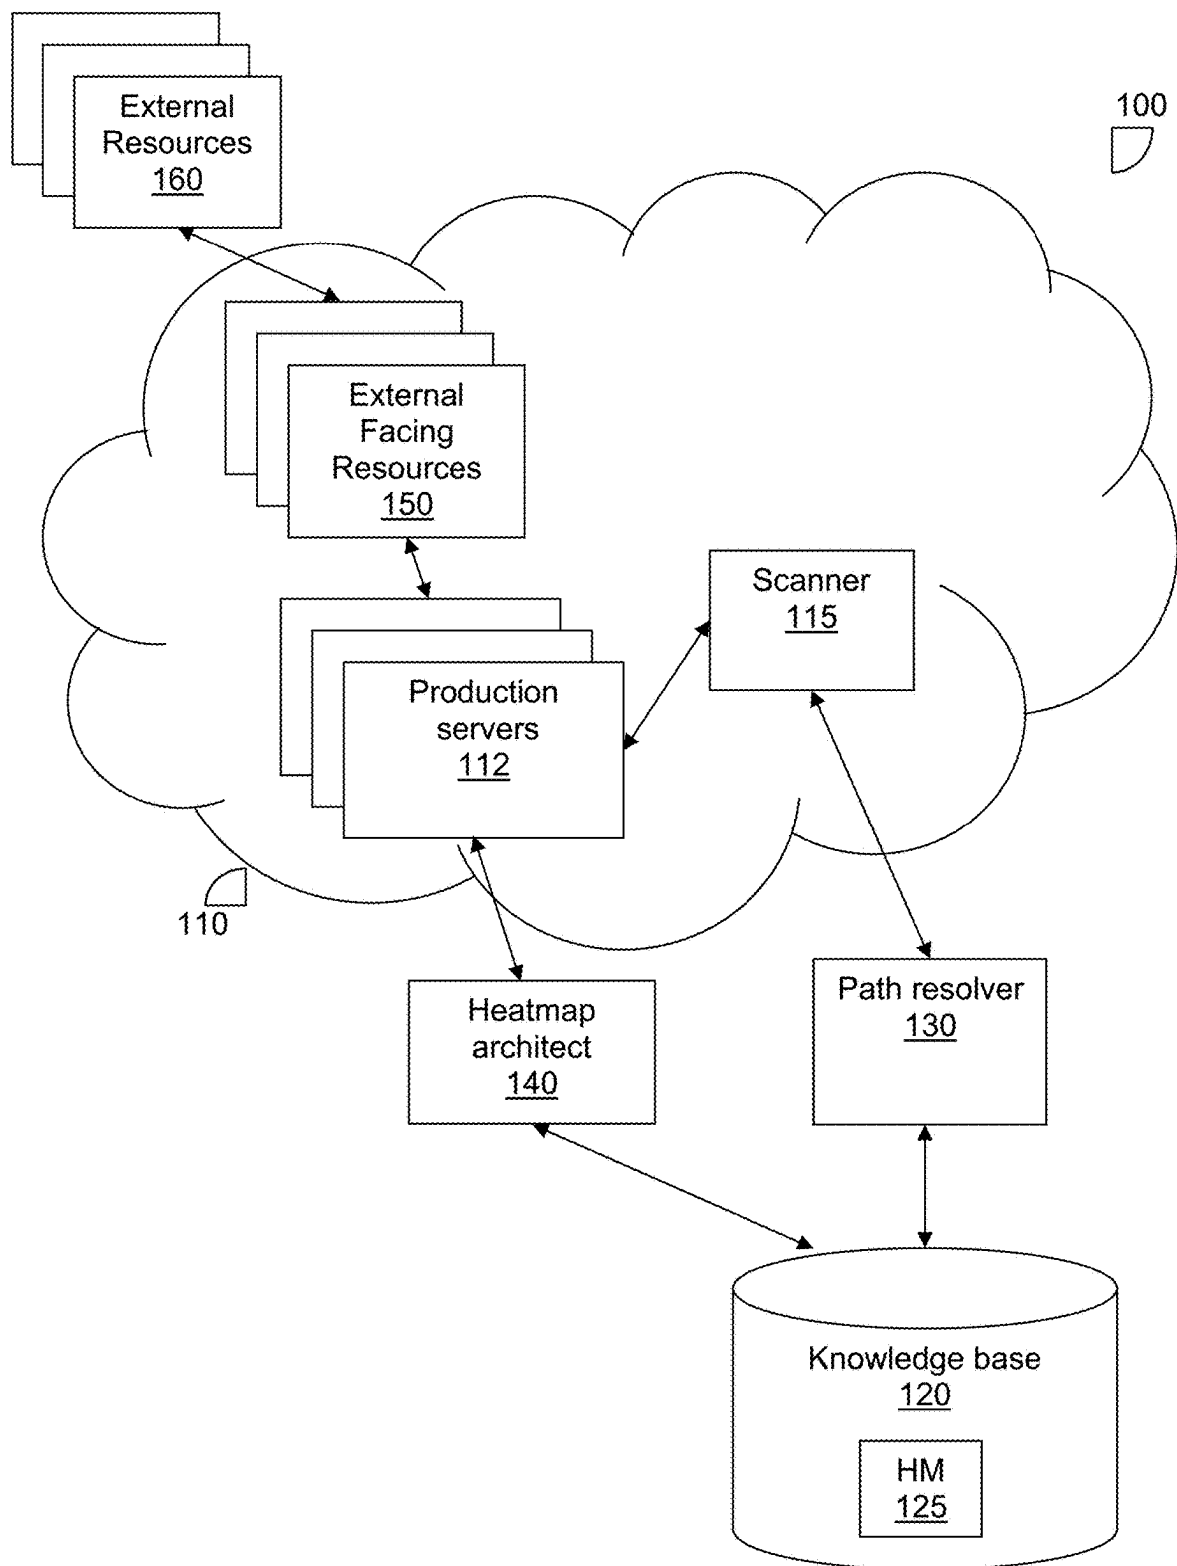 100
External
Resources
160
External
Facing
Resources
150
Scanner
115
Production
servers
112
110
Heatmap
architect
140
Path resolver
130
Knowledge base
120
HM
125